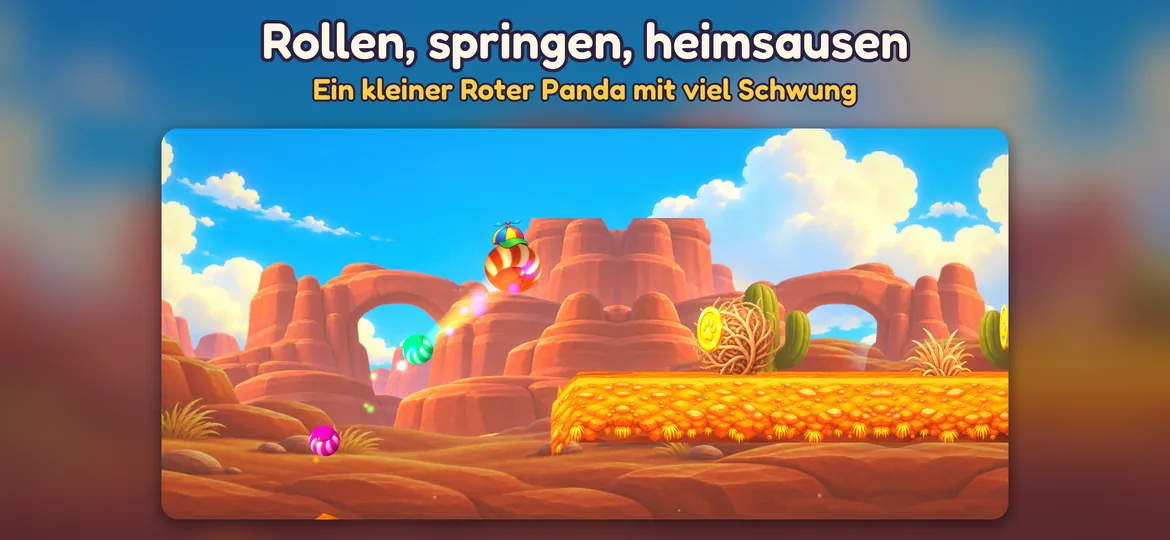 Rollen, springen, heimsausen
Ein kleiner Roter Panda mit viel Schwung